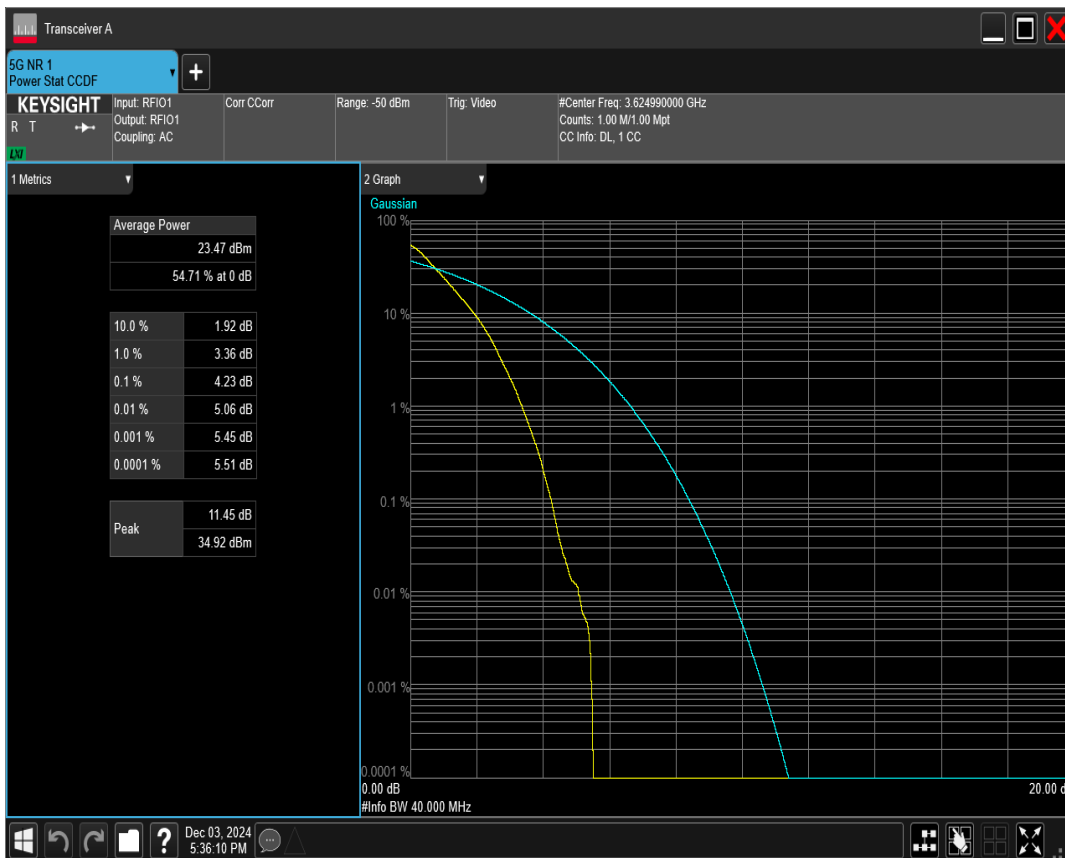 Transceiver A
5G NR 1
Power Stat CCDF
KEYSIGHT
R T
LXI
Input: RFIO1
Output: RFIO1
Coupling: AC
Corr CCorr
Range: -50 dBm
Trig: Video
#Center Freq: 3.624990000 GHz
Counts: 1.00 M/1.00 Mpt
CC Info: DL, 1 CC
1 Metrics
Average Power
23.47 dBm
54.71 % at 0 dB
10.0 % 1.92 dB
1.0 % 3.36 dB
0.1 % 4.23 dB
0.01 % 5.06 dB
0.001 % 5.45 dB
0.0001 % 5.51 dB
Peak
11.45 dB
34.92 dBm
2 Graph
Gaussian
100 %
10 %
1 %
0.1 %
0.01 %
0.001 %
0.0001 %
0.00 dB
20.00 d
#Info BW 40.000 MHz
?
Dec 03, 2024
5:36:10 PM